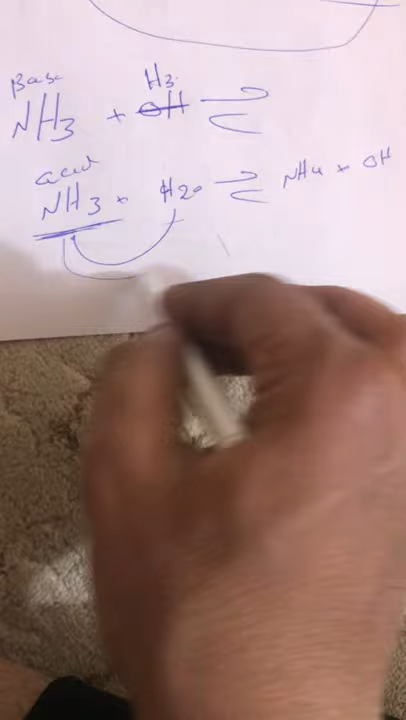 Base H3
NH3 + OH ⇌
acid
NH3 + H2O ⇌ NH4 + OH